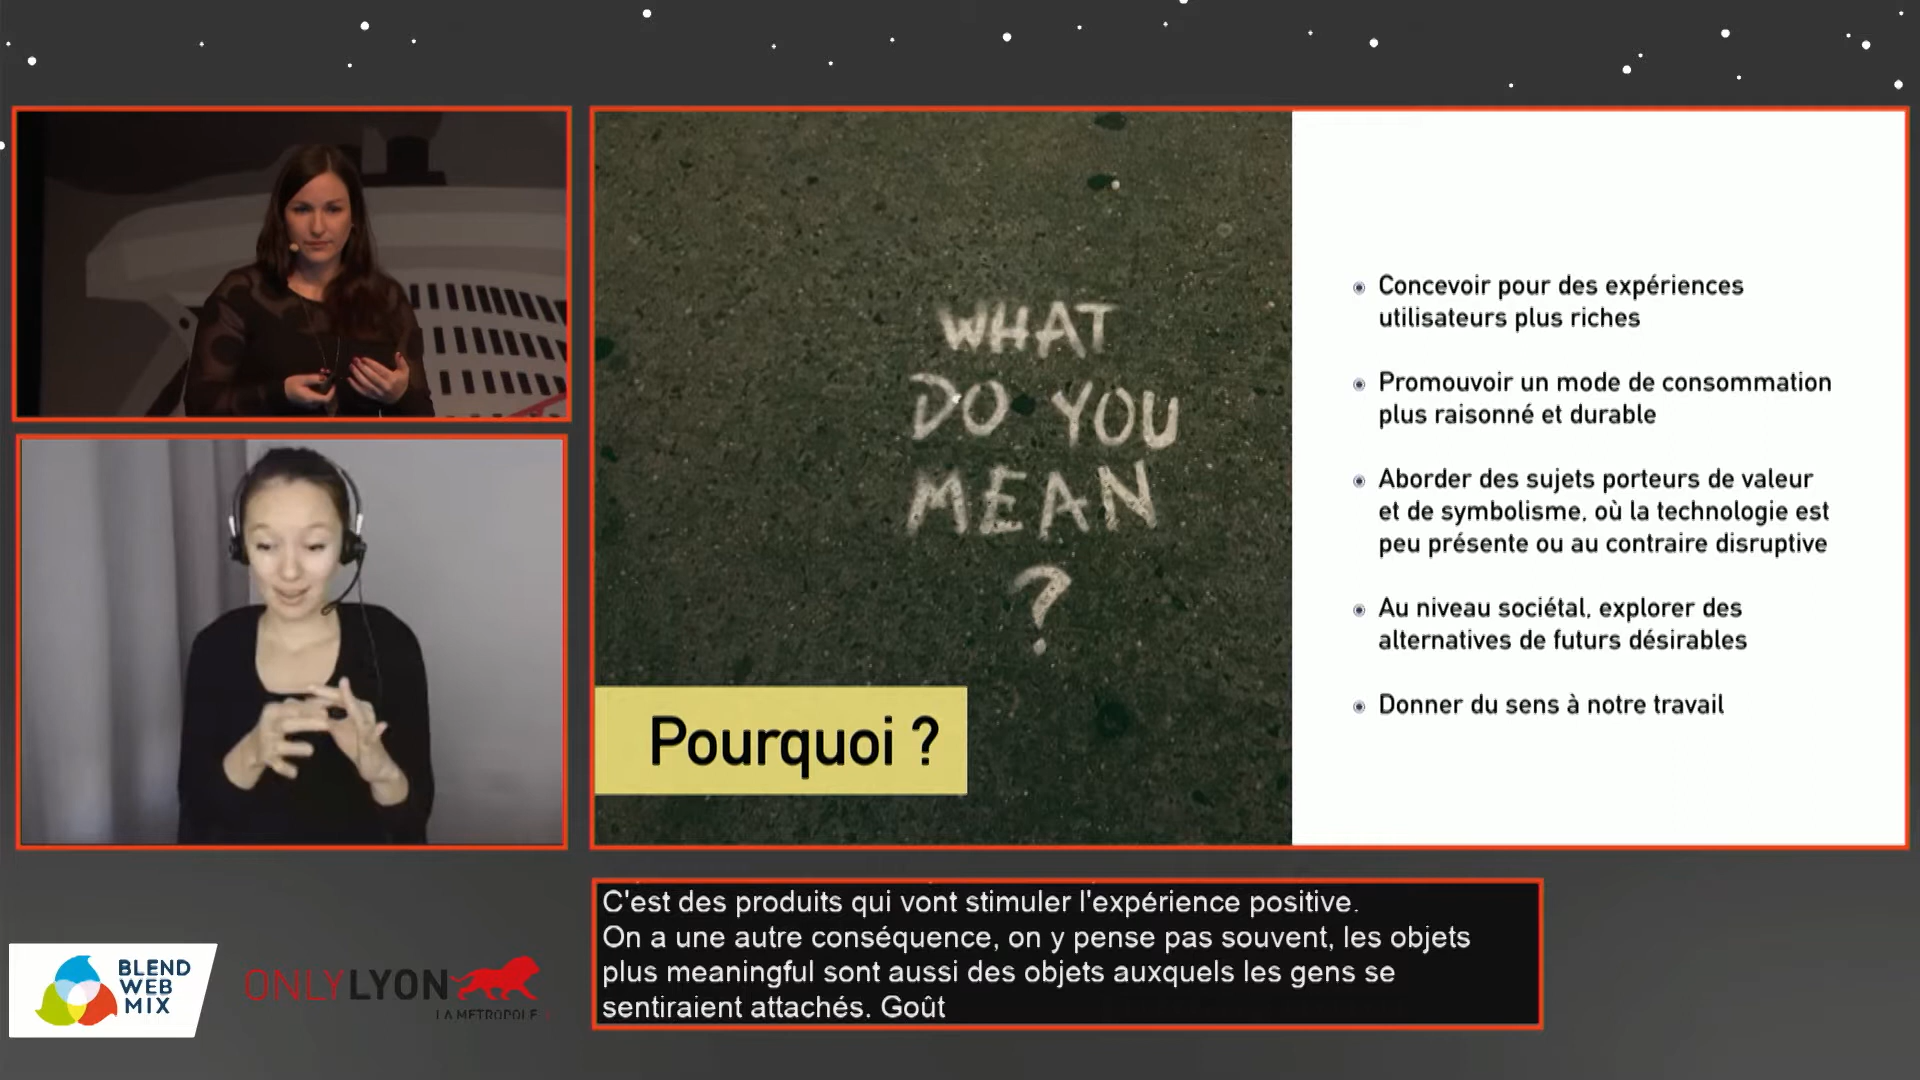 WHAT
DO YOU
MEAN
?
Pourquoi ?
Concevoir pour des expériences
utilisateurs plus riches
Promouvoir un mode de consommation
plus raisonné et durable
Aborder des sujets porteurs de valeur
et de symbolisme, où la technologie est
peu présente ou au contraire disruptive
Au niveau sociétal, explorer des
alternatives de futurs désirables
Donner du sens à notre travail
C'est des produits qui vont stimuler l'expérience positive.
On a une autre conséquence, on y pense pas souvent, les objets
plus meaningful sont aussi des objets auxquels les gens se
sentiraient attachés. Goût
BLEND
WEB
MIX
ONLYLYON
LA METROPOLE